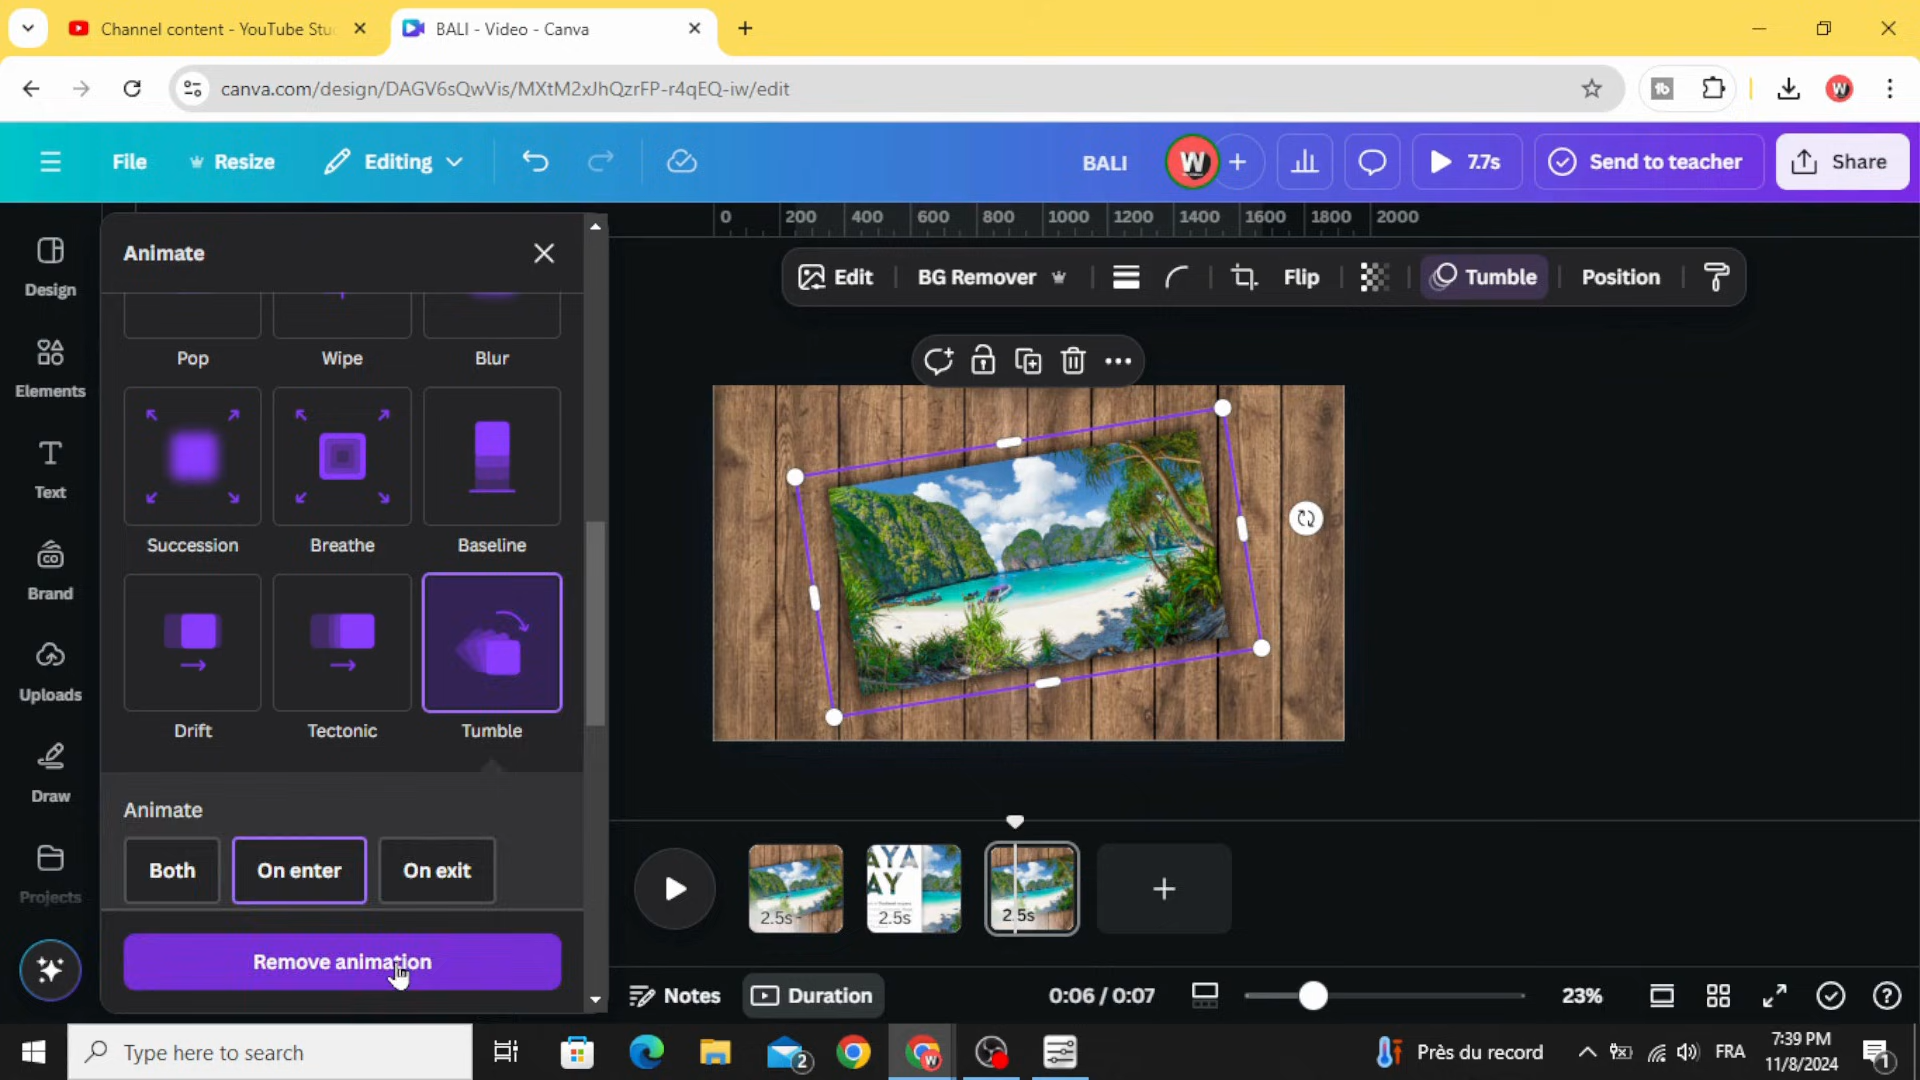 Channel content - YouTube Stu
BALI - Video - Canva
canva.com/design/DAGV6sQwVis/MXtM2xJhQzrFP-r4qEQ-iw/edit
File
Resize
Editing
BALI
W
7.7s
Send to teacher
Share
0 200 400 600 800 1000 1200 1400 1600 1800 2000
Design
Elements
Text
Brand
Uploads
Draw
Projects
Animate
Pop
Wipe
Blur
Succession
Breathe
Baseline
Drift
Tectonic
Tumble
Animate
Both
On enter
On exit
Remove animation
Edit
BG Remover
Flip
Tumble
Position
2.5s
AYA
AY
2.5s
2.5s
Notes
Duration
0:06 / 0:07
23%
Type here to search
2
Près du record
FRA
7:39 PM
11/8/2024
1